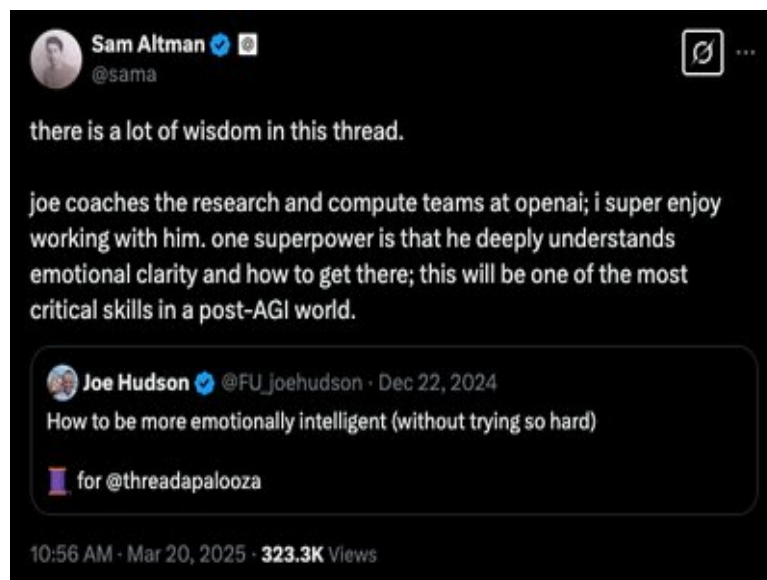 Sam Altman
@sama
there is a lot of wisdom in this thread.
joe coaches the research and compute teams at openai; i super enjoy
working with him. one superpower is that he deeply understands
emotional clarity and how to get there; this will be one of the most
critical skills in a post-AGI world.
Joe Hudson @FU_joehudson · Dec 22, 2024
How to be more emotionally intelligent (without trying so hard)
🧵 for @threadapalooza
10:56 AM · Mar 20, 2025 · 323.3K Views